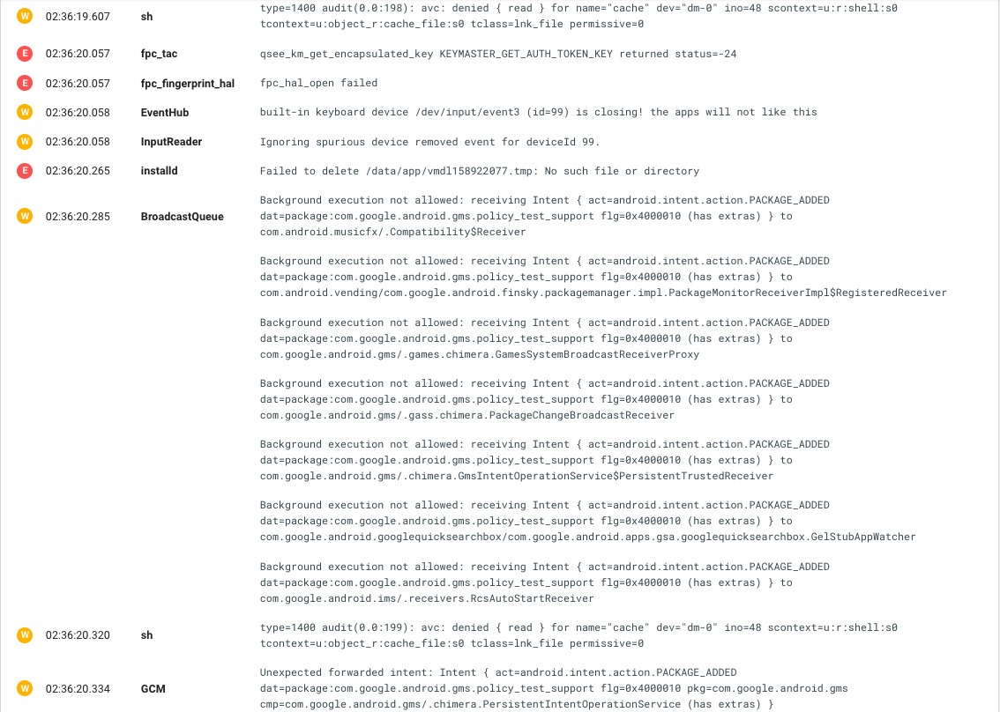 type=1400 audit(0.0:198): avc: denied { read } for name="cache" dev="dm-0" ino=48 scontext=u:r:shell:s0
W 02:36:19.607 sh
tcontext=u:object_r:cache_file:s0 tclass=lnk_file permissive=0
E 02:36:20.057 fpc_tac qsee_km_get_encapsulated_key KEYMASTER_GET_AUTH_TOKEN_KEY returned status=-24
E 02:36:20.057 fpc_fingerprint_hal fpc_hal_open failed
W 02:36:20.058 EventHub built-in keyboard device /dev/input/event3 (id=99) is closing! the apps will not like this
W 02:36:20.058 InputReader Ignoring spurious device removed event for deviceId 99.
E 02:36:20.265 installd Failed to delete /data/app/vmdl158922077.tmp: No such file or directory
Background execution not allowed: receiving Intent { act=android.intent.action.PACKAGE_ADDED
W 02:36:20.285 BroadcastQueue dat=package:com.google.android.gms.policy_test_support flg=0x4000010 (has extras) } to
com.android.musicfx/.Compatibility$Receiver
Background execution not allowed: receiving Intent { act=android.intent.action.PACKAGE_ADDED
dat=package:com.google.android.gms.policy_test_support flg=0x4000010 (has extras) } to
com.android.vending/com.google.android.finsky.packagemanager.impl.PackageMonitorReceiverImpl$RegisteredReceiver
Background execution not allowed: receiving Intent { act=android.intent.action.PACKAGE_ADDED
dat=package:com.google.android.gms.policy_test_support flg=0x4000010 (has extras) } to
com.google.android.gms/.games.chimera.GamesSystemBroadcastReceiverProxy
Background execution not allowed: receiving Intent { act=android.intent.action.PACKAGE_ADDED
dat=package:com.google.android.gms.policy_test_support flg=0x4000010 (has extras) } to
com.google.android.gms/.gass.chimera.PackageChangeBroadcastReceiver
Background execution not allowed: receiving Intent { act=android.intent.action.PACKAGE_ADDED
dat=package:com.google.android.gms.policy_test_support flg=0x4000010 (has extras) } to
com.google.android.gms/.chimera.GmsIntentOperationService$PersistentTrustedReceiver
Background execution not allowed: receiving Intent { act=android.intent.action.PACKAGE_ADDED
dat=package:com.google.android.gms.policy_test_support flg=0x4000010 (has extras) } to
com.google.android.googlequicksearchbox/com.google.android.apps.gsa.googlequicksearchbox.GelStubAppWatcher
Background execution not allowed: receiving Intent { act=android.intent.action.PACKAGE_ADDED
dat=package:com.google.android.gms.policy_test_support flg=0x4000010 (has extras) } to
com.google.android.ims/.receivers.RcsAutoStartReceiver
type=1400 audit(0.0:199): avc: denied { read } for name="cache" dev="dm-0" ino=48 scontext=u:r:shell:s0
W 02:36:20.320 sh
tcontext=u:object_r:cache_file:s0 tclass=lnk_file permissive=0
Unexpected forwarded intent: Intent { act=android.intent.action.PACKAGE_ADDED
W 02:36:20.334 GCM dat=package:com.google.android.gms.policy_test_support flg=0x4000010 pkg=com.google.android.gms
cmp=com.google.android.gms/.chimera.PersistentIntentOperationService (has extras) }